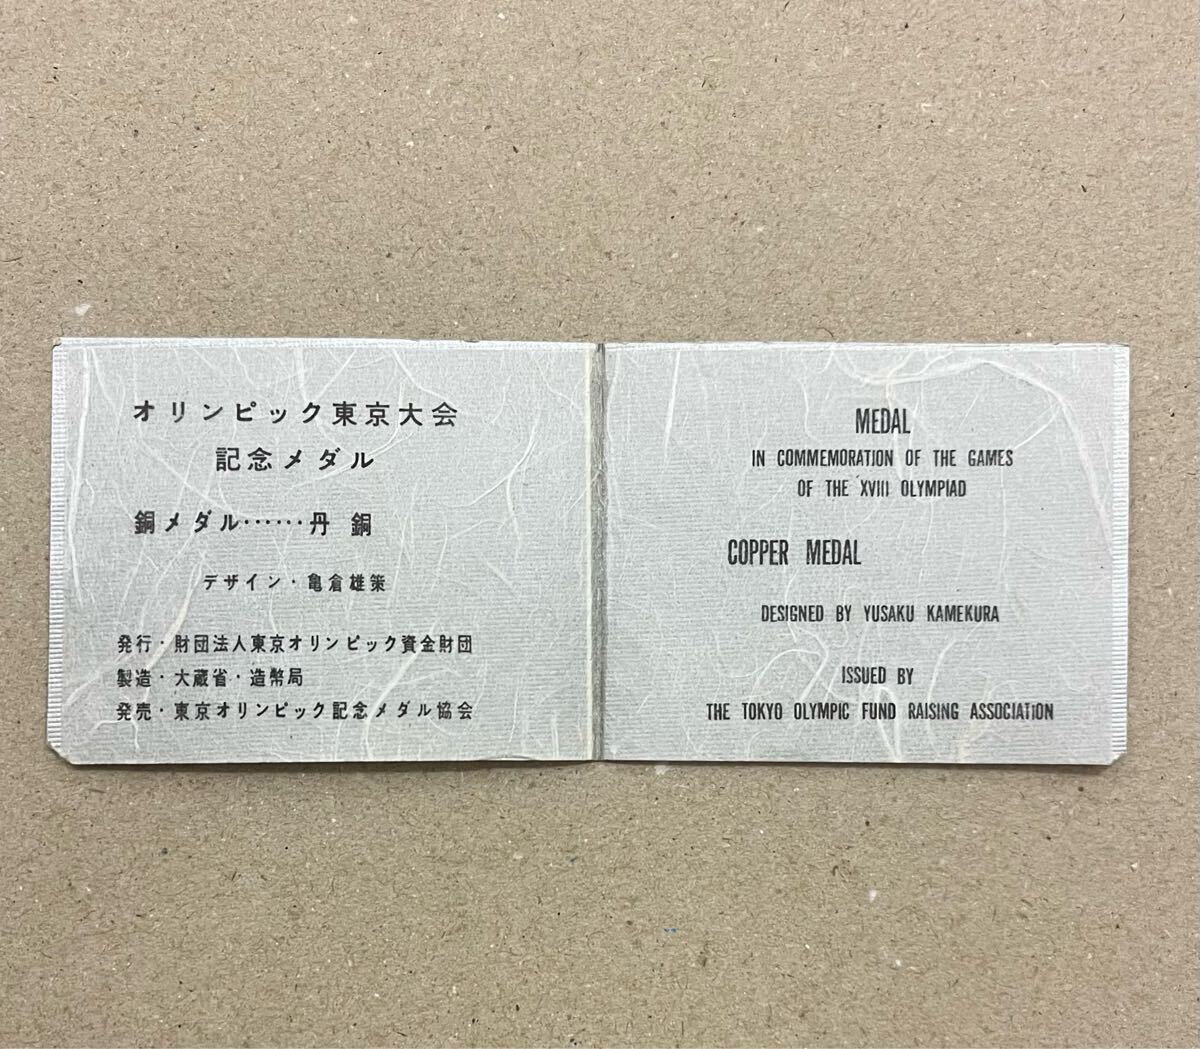 オリンピック東京大会
記念メダル
銅メダル……丹 銅
デザイン・亀倉雄策
発行・財団法人東京オリンピック資金財団
製造・大蔵省・造幣局
発売・東京オリンピック記念メダル協会
MEDAL
IN COMMEMORATION OF THE GAMES
OF THE XVIII OLYMPIAD
COPPER MEDAL
DESIGNED BY YUSAKU KAMEKURA
ISSUED BY
THE TOKYO OLYMPIC FUND RAISING ASSOCIATION